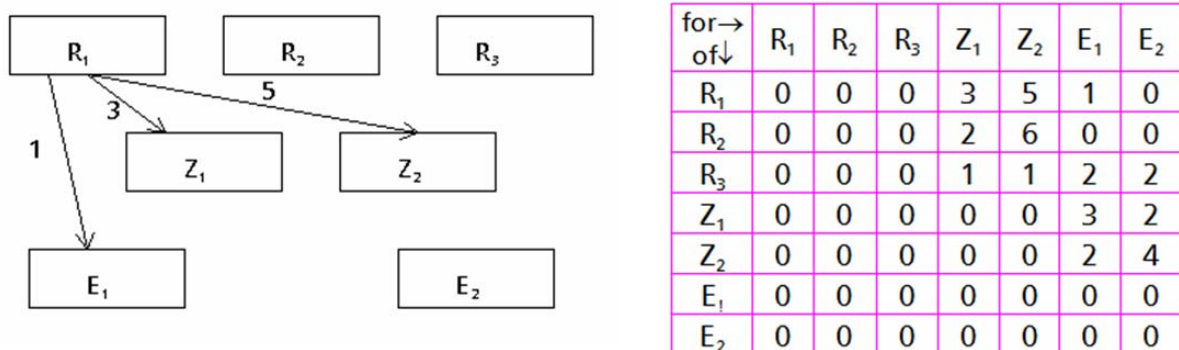 R₁ R₂ R₃
5
3
1
Z₁ Z₂
E₁ E₂
for→
of↓ R₁ R₂ R₃ Z₁ Z₂ E₁ E₂
R₁ 0 0 0 3 5 1 0
R₂ 0 0 0 2 6 0 0
R₃ 0 0 0 1 1 2 2
Z₁ 0 0 0 0 0 3 2
Z₂ 0 0 0 0 0 2 4
E! 0 0 0 0 0 0 0
E₂ 0 0 0 0 0 0 0